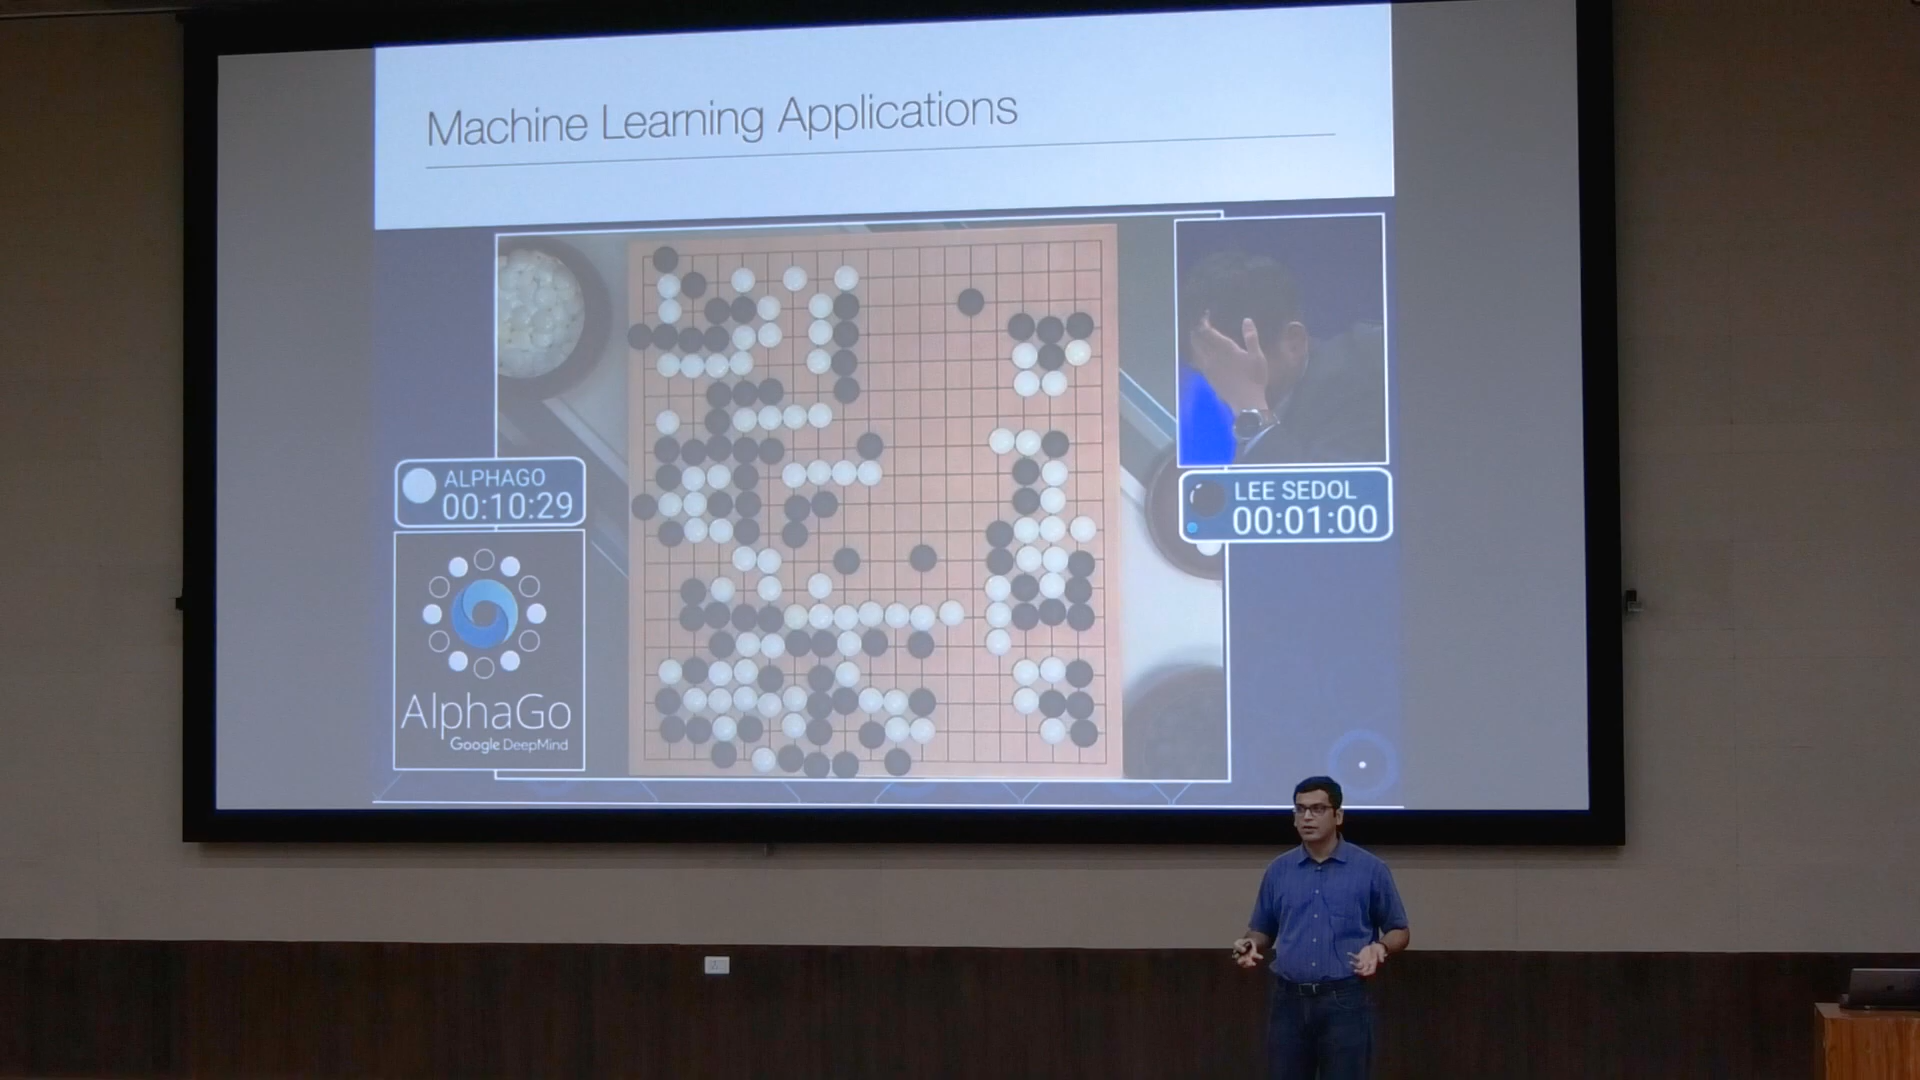 Machine Learning Applications
ALPHAGO
00:10:29
LEE SEDOL
00:01:00
AlphaGo
Google DeepMind